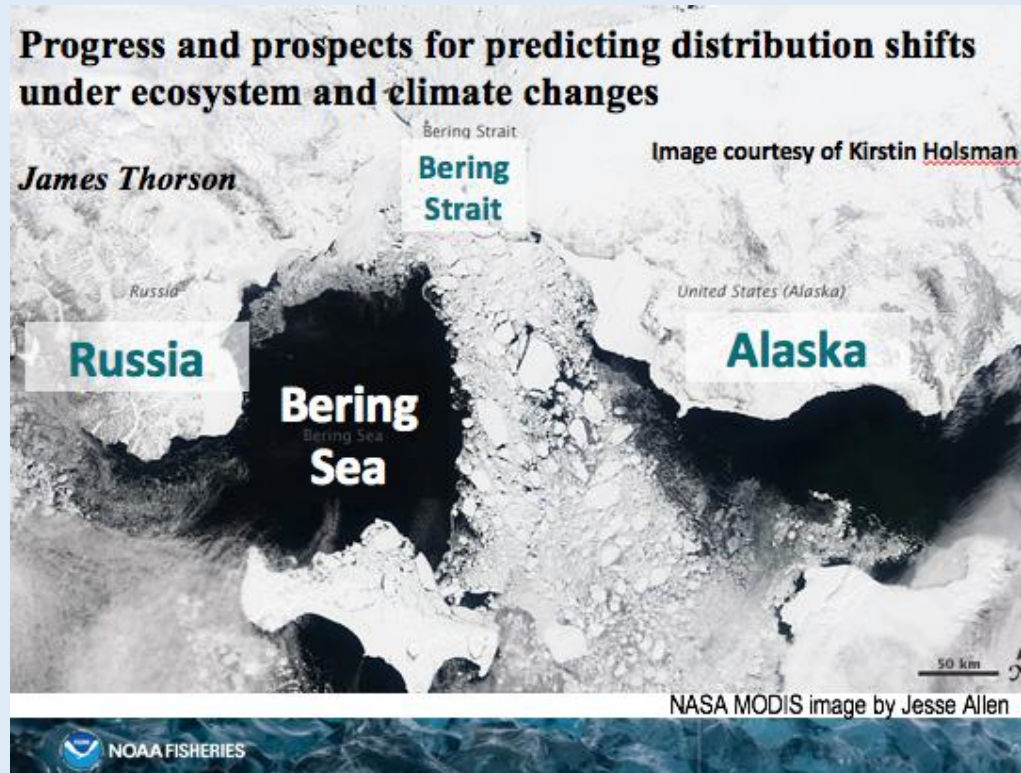 Progress and prospects for predicting distribution shifts
under ecosystem and climate changes
Bering Strait
Image courtesy of Kirstin Holsman
James Thorson
Bering
Strait
Russia
United States (Alaska)
Russia
Alaska
Bering
Bering Sea
Sea
50 km
NASA MODIS image by Jesse Allen
NOAA FISHERIES